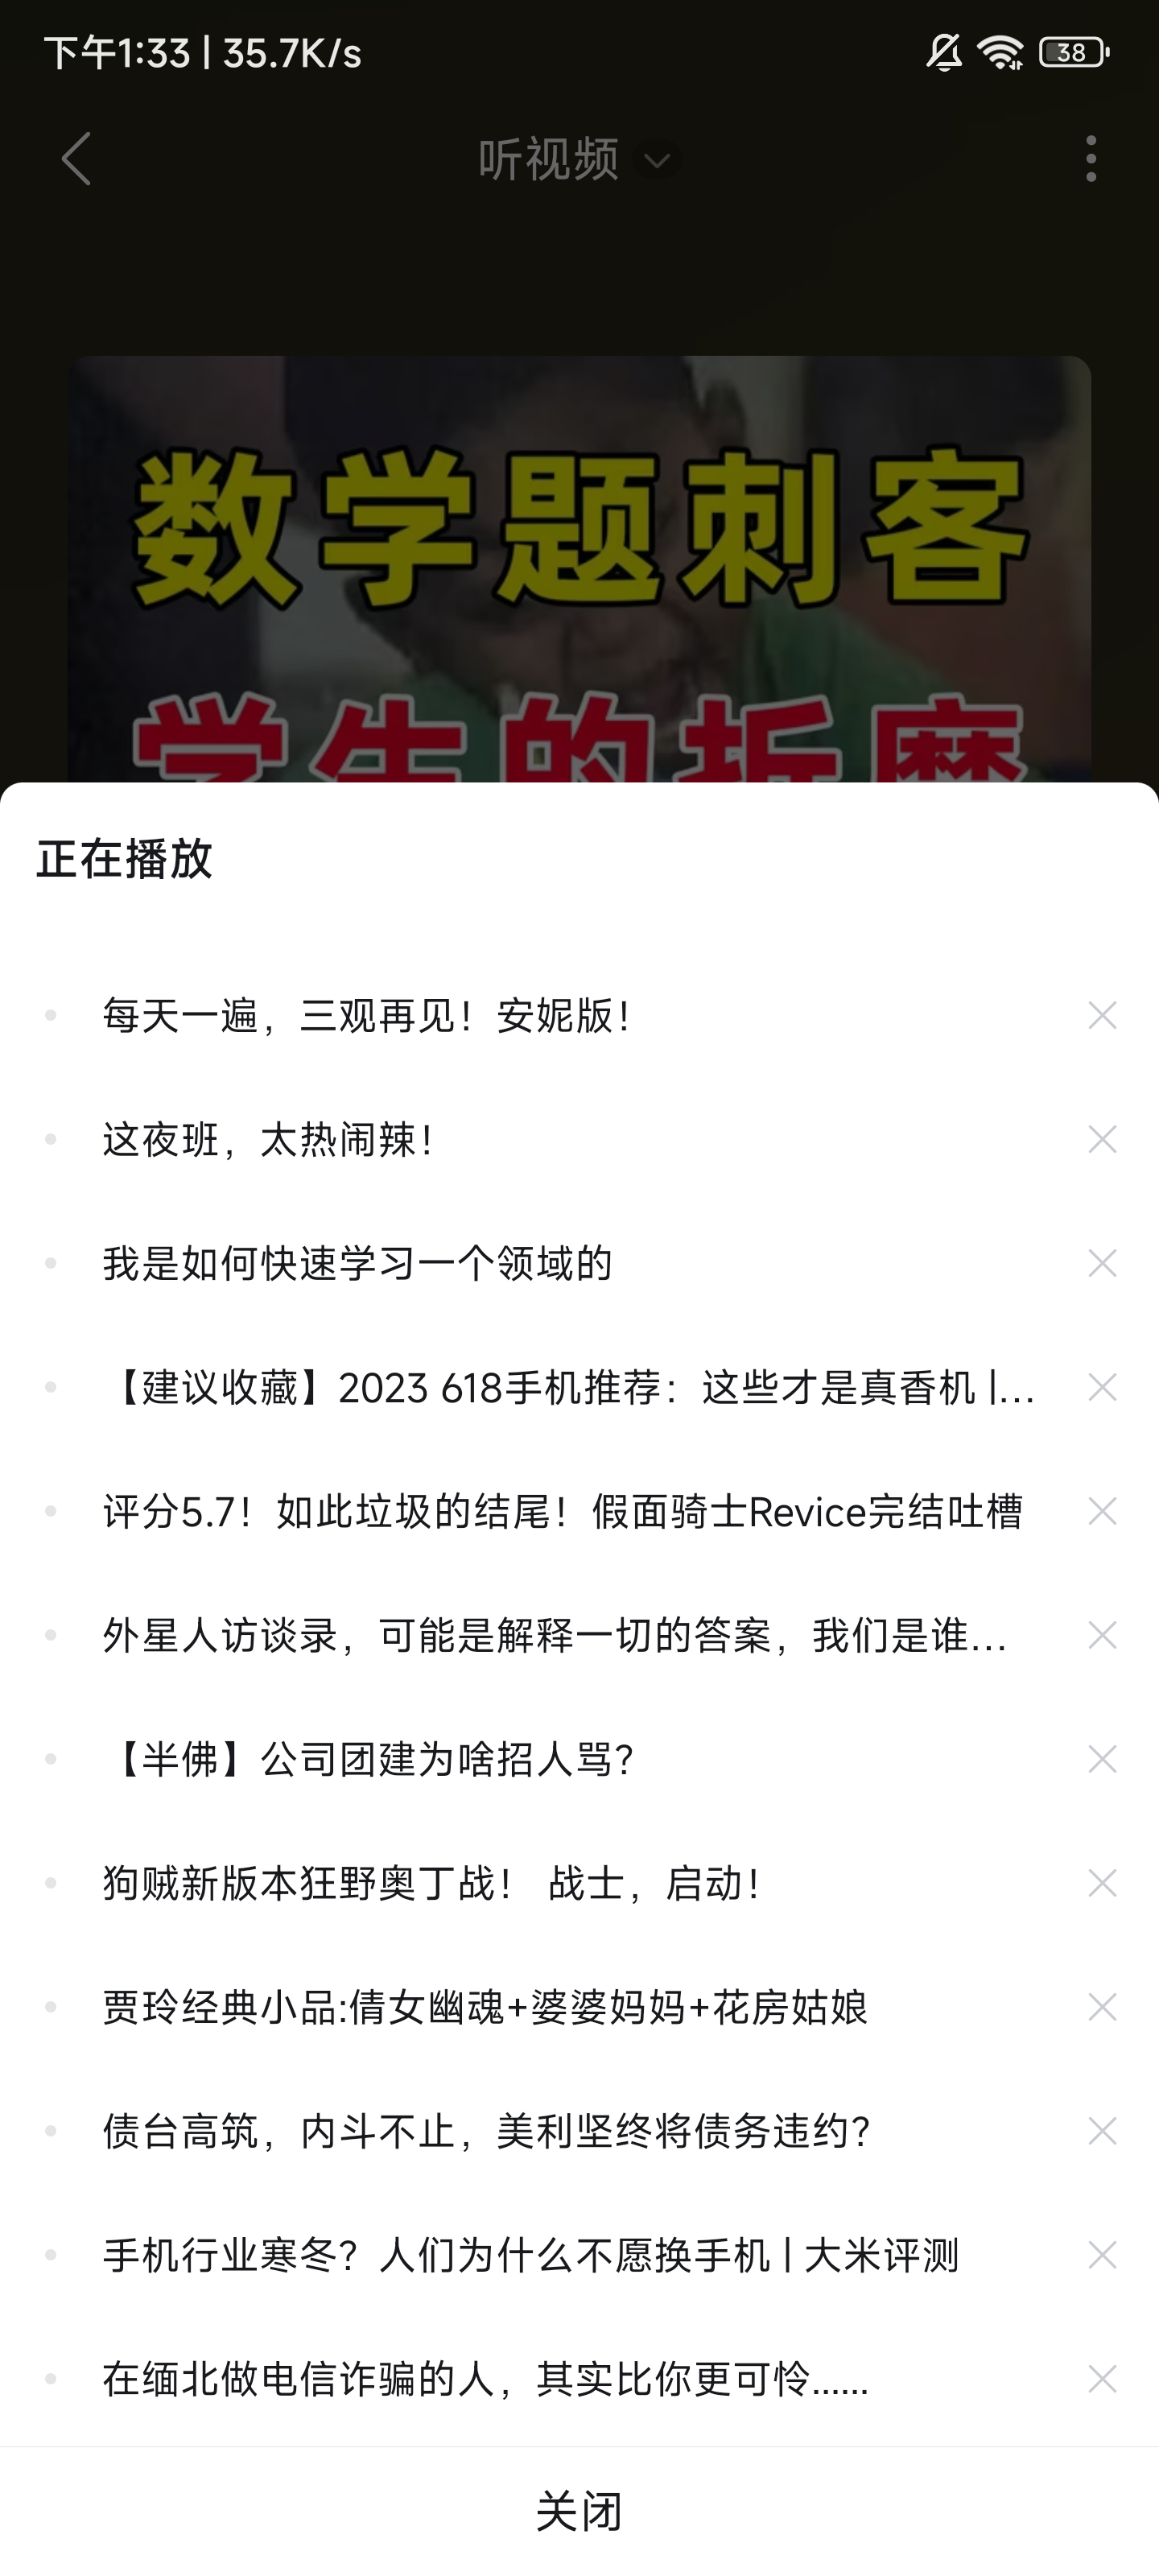 下午1:33 | 35.7K/s
38
听视频
数学题刺客
学生的折磨
正在播放
每天一遍，三观再见！安妮版！
这夜班，太热闹辣！
我是如何快速学习一个领域的
【建议收藏】2023 618手机推荐：这些才是真香机 |...
评分5.7！如此垃圾的结尾！假面骑士Revice完结吐槽
外星人访谈录，可能是解释一切的答案，我们是谁...
【半佛】公司团建为啥招人骂？
狗贼新版本狂野奥丁战！ 战士，启动！
贾玲经典小品:倩女幽魂+婆婆妈妈+花房姑娘
债台高筑，内斗不止，美利坚终将债务违约？
手机行业寒冬？人们为什么不愿换手机 | 大米评测
在缅北做电信诈骗的人，其实比你更可怜......
关闭